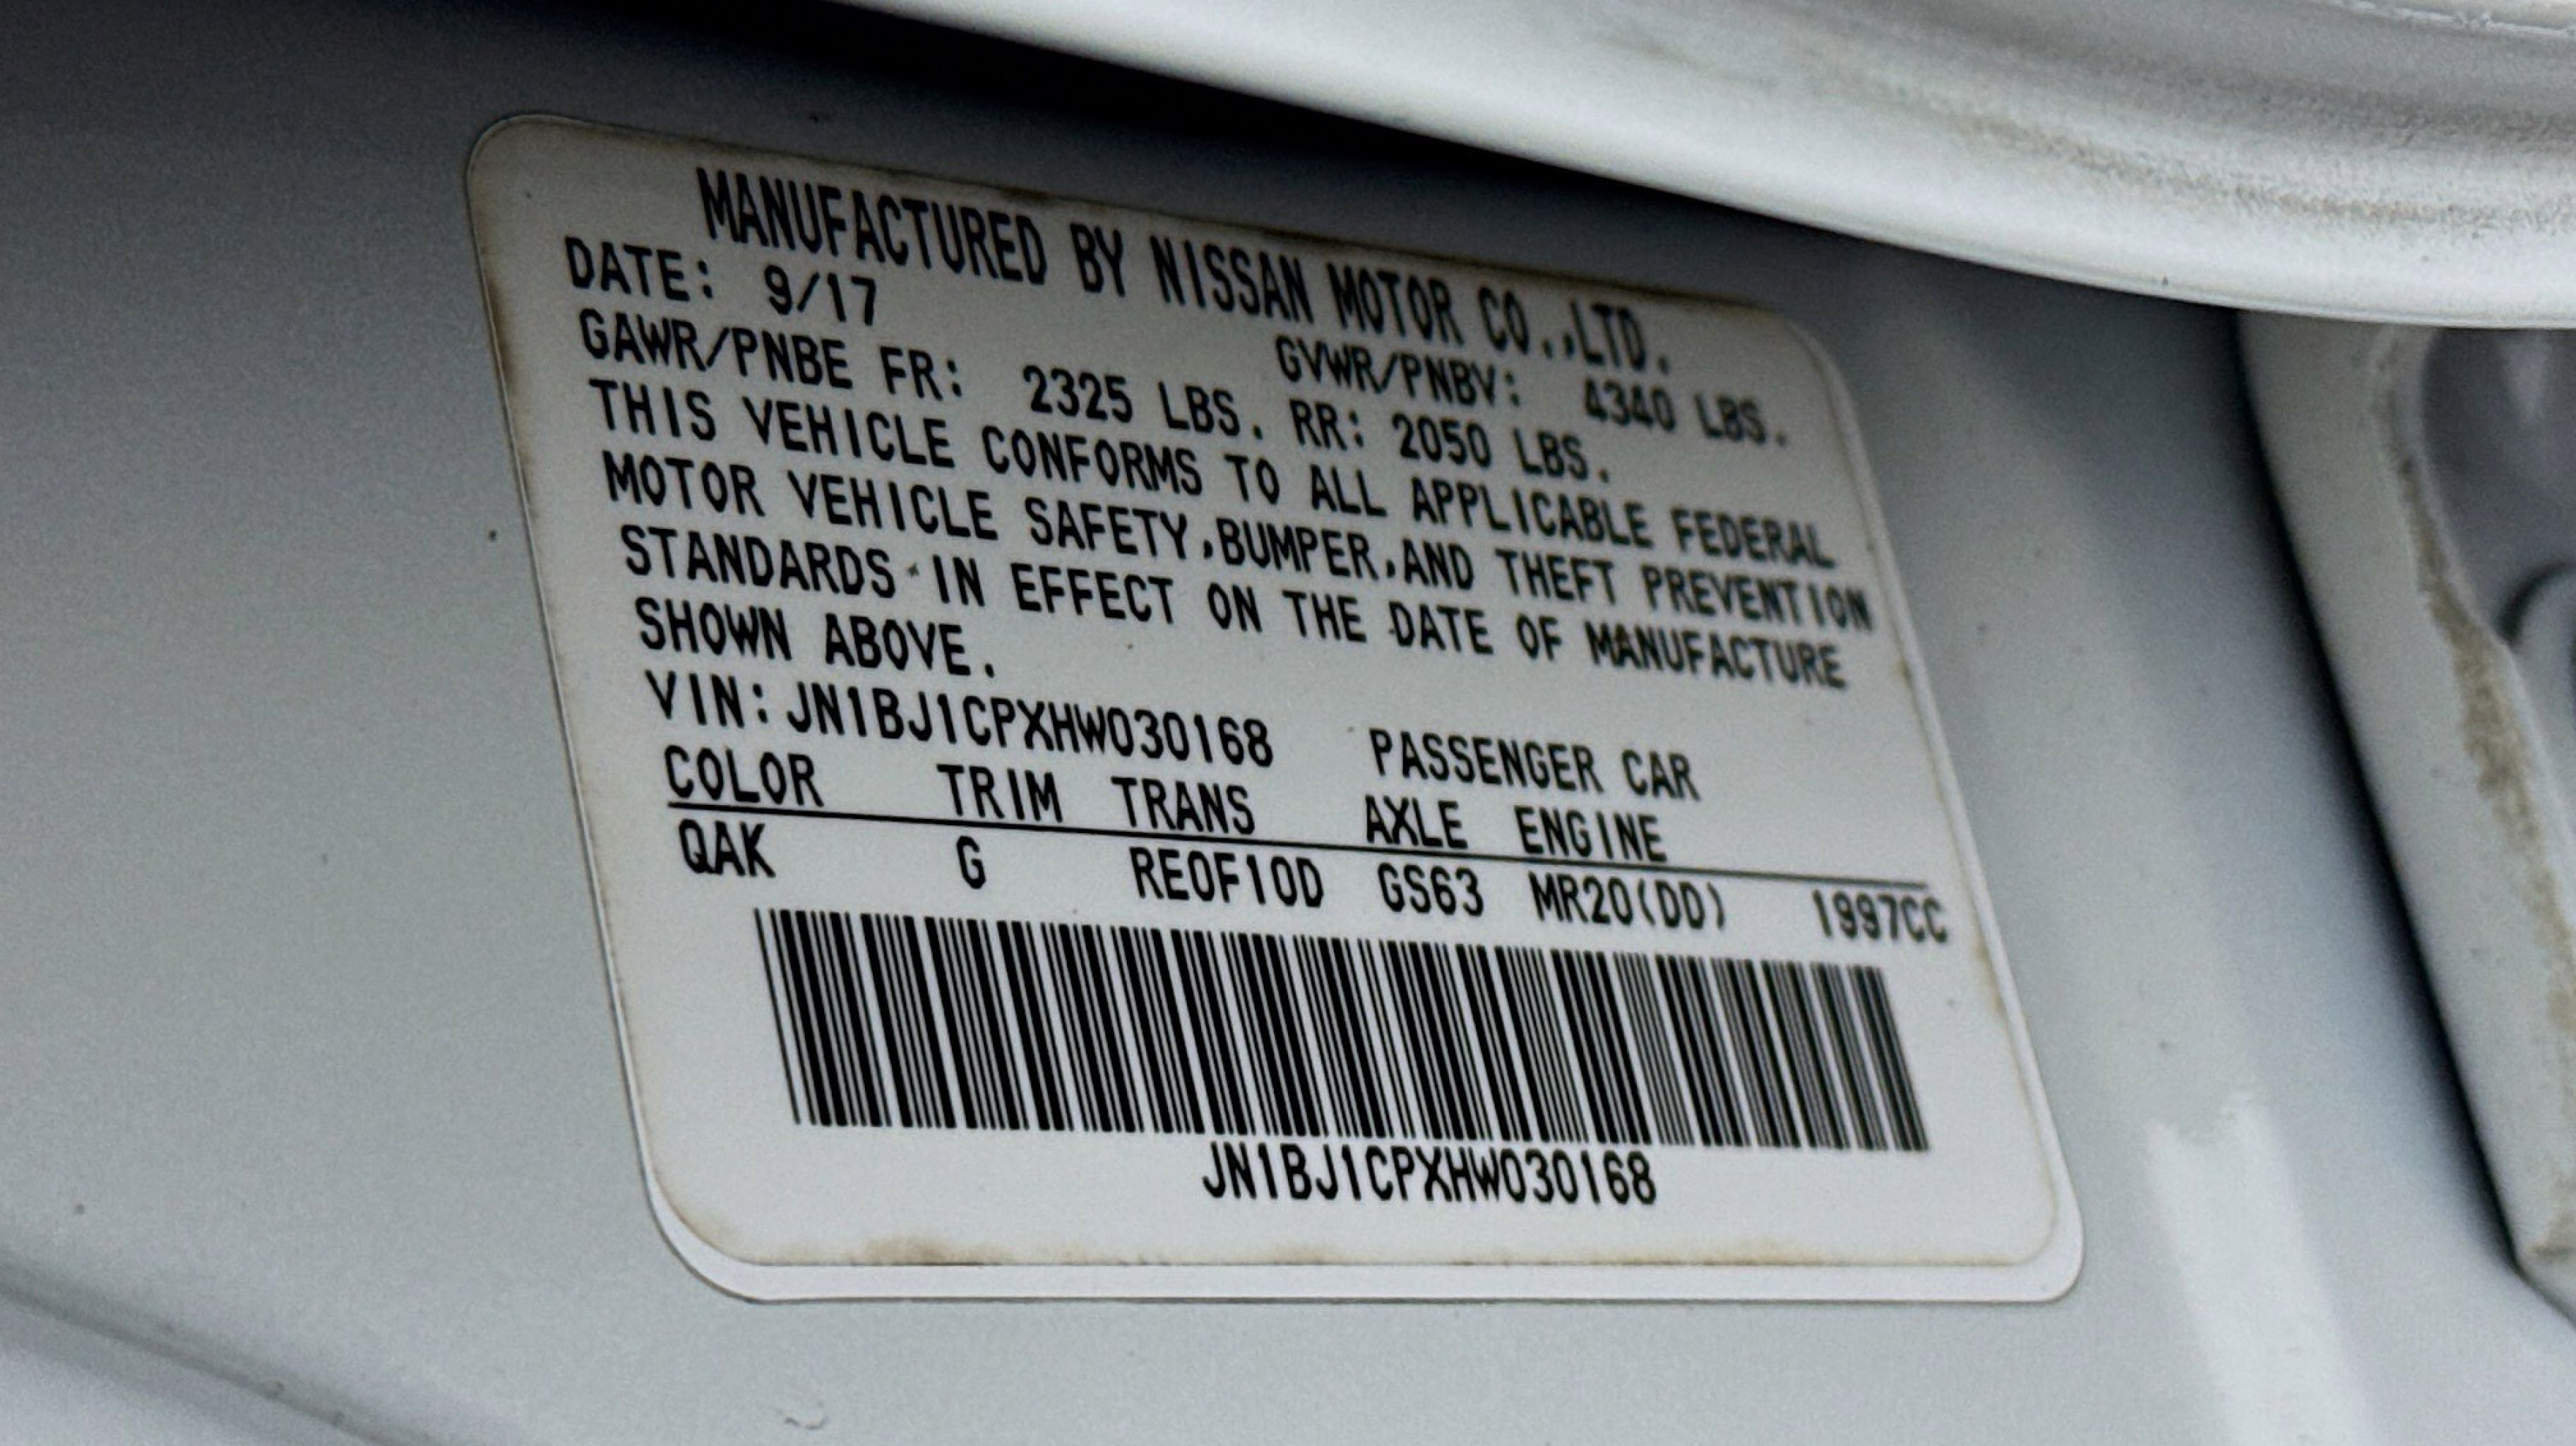 MANUFACTURED BY NISSAN MOTOR CO.,LTD.
DATE: 9/17 GVWR/PNBV: 4340 LBS.
GAWR/PNBE FR: 2325 LBS. RR: 2050 LBS.
THIS VEHICLE CONFORMS TO ALL APPLICABLE FEDERAL
MOTOR VEHICLE SAFETY,BUMPER,AND THEFT PREVENTION
STANDARDS IN EFFECT ON THE DATE OF MANUFACTURE
SHOWN ABOVE.
VIN:JN1BJ1CPXHW030168 PASSENGER CAR
COLOR TRIM TRANS AXLE ENGINE
QAK G RE0F10D GS63 MR20(DD) 1997CC
JN1BJ1CPXHW030168